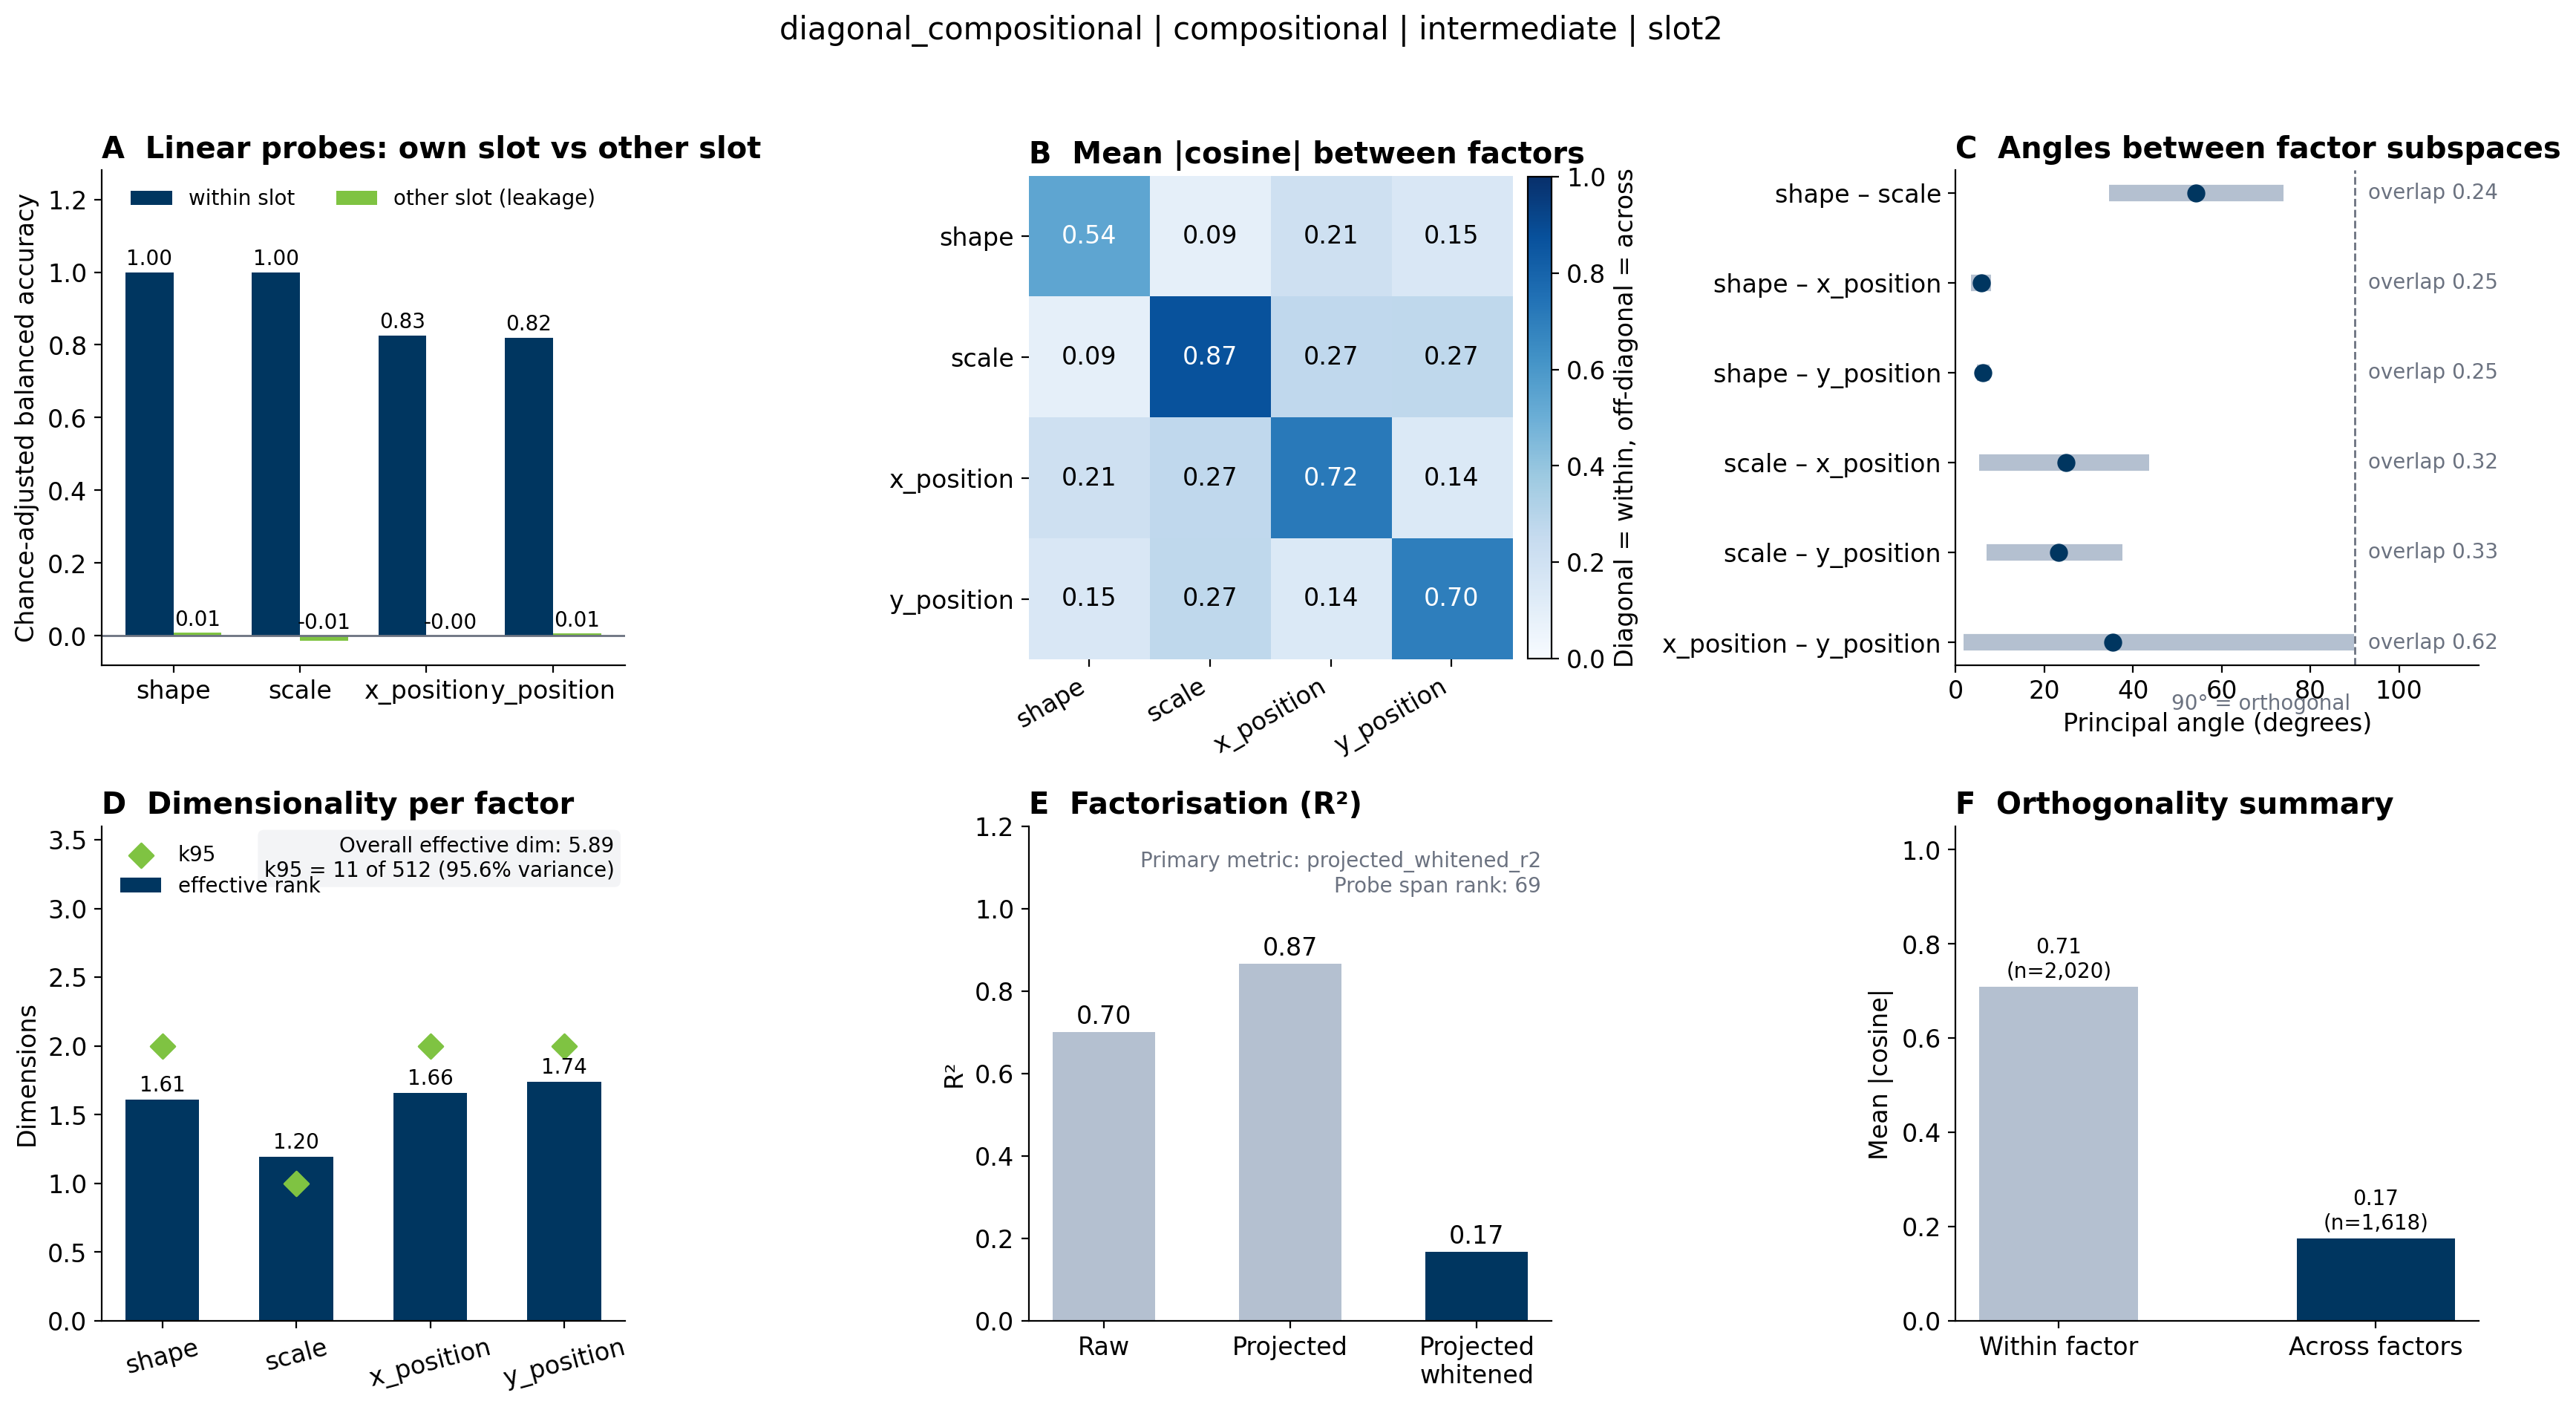 diagonal_compositional | compositional | intermediate | slot2
A Linear probes: own slot vs other slot
within slot
other slot (leakage)
Chance-adjusted balanced accuracy
1.2
1.0
0.8
0.6
0.4
0.2
0.0
1.00
1.00
0.83
0.82
0.01
-0.01
-0.00
0.01
shape
scale
x_position
y_position
B Mean |cosine| between factors
shape
scale
x_position
y_position
0.54 0.09 0.21 0.15
0.09 0.87 0.27 0.27
0.21 0.27 0.72 0.14
0.15 0.27 0.14 0.70
shape
scale
x_position
y_position
1.0
0.8
0.6
0.4
0.2
0.0
Diagonal = within, off-diagonal = across
C Angles between factor subspaces
shape – scale
overlap 0.24
shape – x_position
overlap 0.25
shape – y_position
overlap 0.25
scale – x_position
overlap 0.32
scale – y_position
overlap 0.33
x_position – y_position
overlap 0.62
0 20 40 60 80 100
90° = orthogonal
Principal angle (degrees)
D Dimensionality per factor
k95
effective rank
Overall effective dim: 5.89
k95 = 11 of 512 (95.6% variance)
Dimensions
3.5
3.0
2.5
2.0
1.5
1.0
0.5
0.0
1.61
1.20
1.66
1.74
shape
scale
x_position
y_position
E Factorisation (R²)
Primary metric: projected_whitened_r2
Probe span rank: 69
R²
1.2
1.0
0.8
0.6
0.4
0.2
0.0
0.70
0.87
0.17
Raw
Projected
Projected
whitened
F Orthogonality summary
Mean |cosine|
1.0
0.8
0.6
0.4
0.2
0.0
0.71
(n=2,020)
0.17
(n=1,618)
Within factor
Across factors